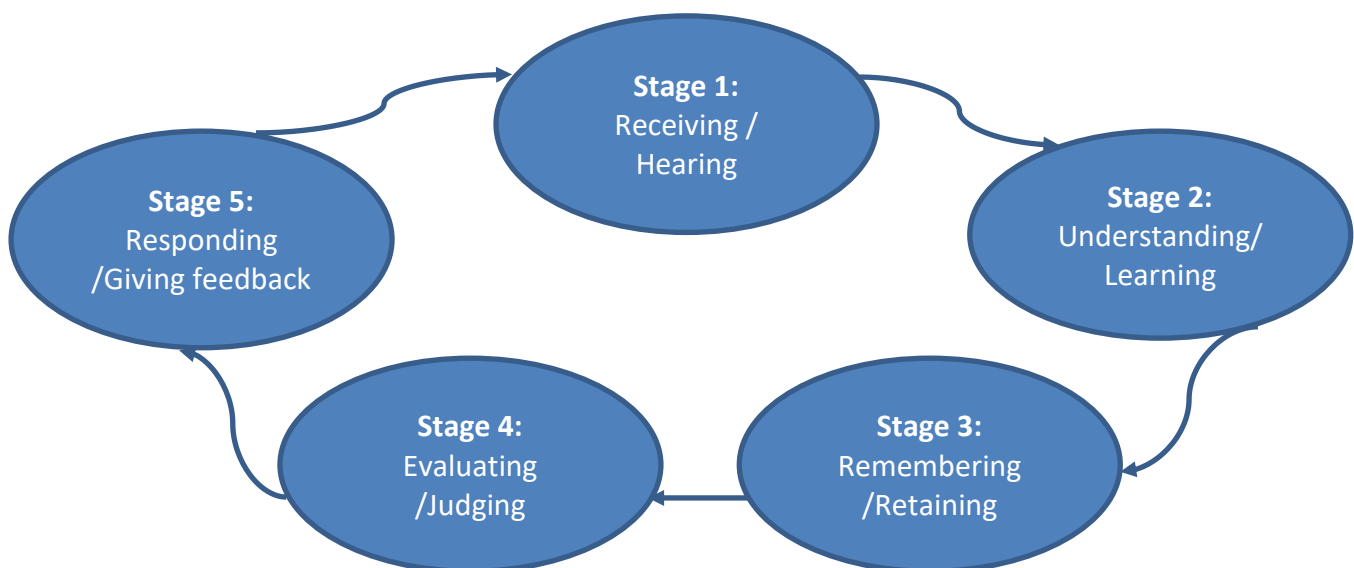 Stage 1:
Receiving /
Hearing
Stage 2:
Understanding/
Learning
Stage 3:
Remembering
/Retaining
Stage 4:
Evaluating
/Judging
Stage 5:
Responding
/Giving feedback